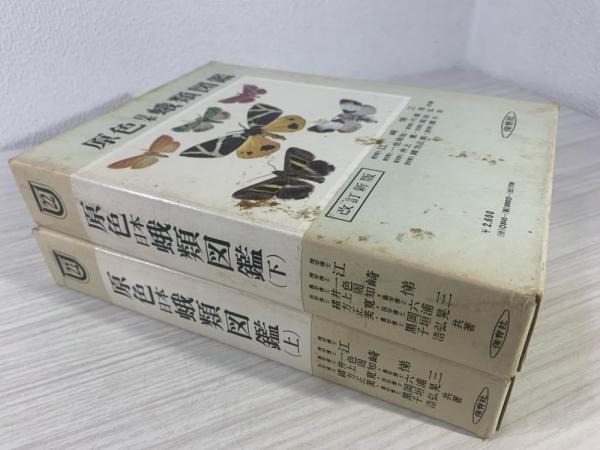 原色日本蛾類図鑑
改訂新版
¥2,600
保育社
22
原色日本蛾類図鑑(下)
江崎悌三
一色周知
六浦晃
井上寛
岡垣弘
緒方正美
黒子浩
共著
保育社
原色日本蛾類図鑑(上)
江崎悌三
一色周知
六浦晃
井上寛
岡垣弘
緒方正美
黒子浩
共著
保育社